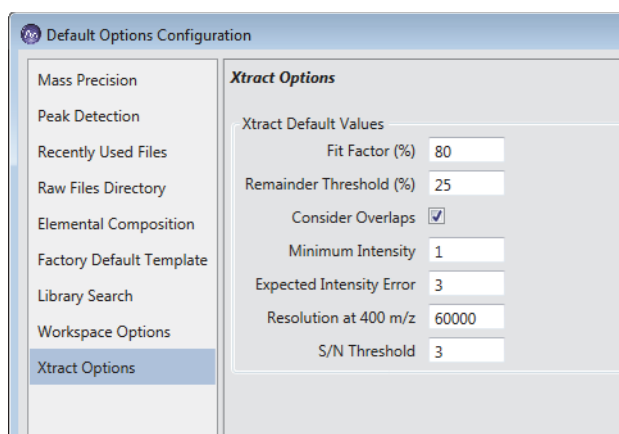 Default Options Configuration
Mass Precision
Peak Detection
Recently Used Files
Raw Files Directory
Elemental Composition
Factory Default Template
Library Search
Workspace Options
Xtract Options
Xtract Options
Xtract Default Values
Fit Factor (%) 80
Remainder Threshold (%) 25
Consider Overlaps
Minimum Intensity 1
Expected Intensity Error 3
Resolution at 400 m/z 60000
S/N Threshold 3